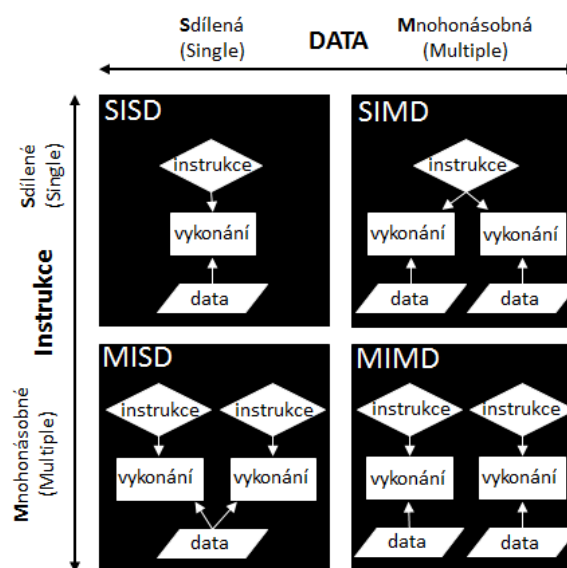 Sdílená
(Single)
DATA
Mnohonásobná
(Multiple)
Instrukce
Sdílené
(Single)
Mnohonásobné
(Multiple)
SISD
instrukce
vykonání
data
SIMD
instrukce
vykonání
vykonání
data
data
MISD
instrukce
instrukce
vykonání
vykonání
data
MIMD
instrukce
instrukce
vykonání
vykonání
data
data